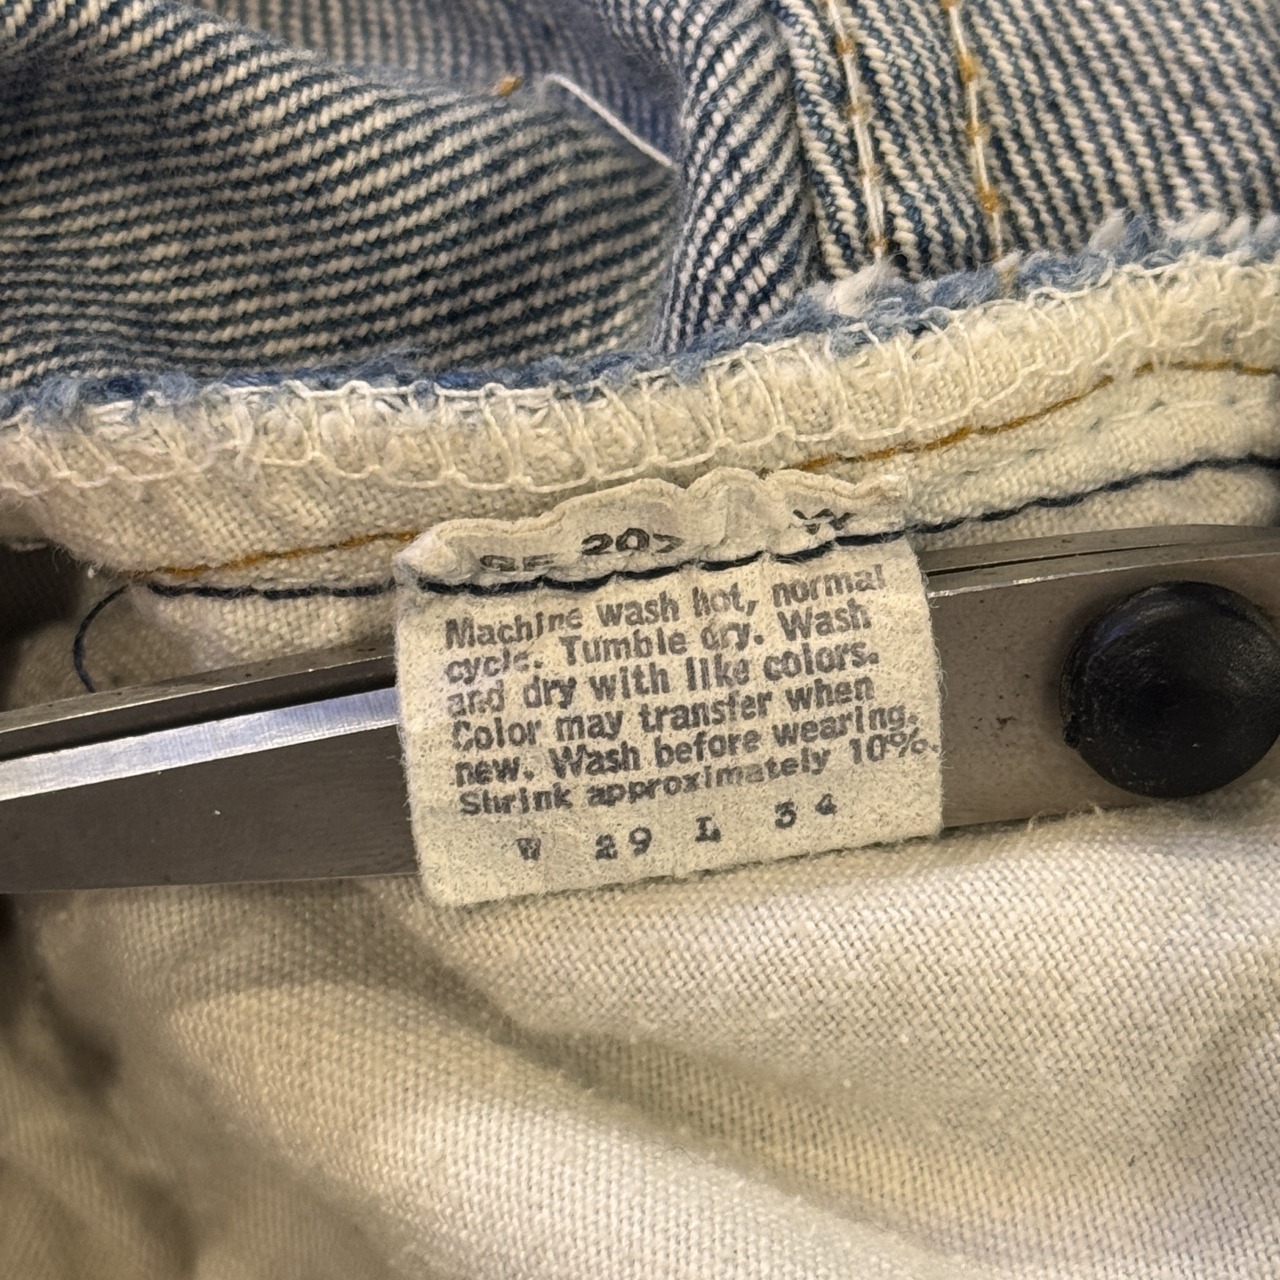 Machine wash hot, normal
cycle. Tumble dry. Wash
and dry with like colors.
Color may transfer when
new. Wash before wearing.
Shrink approximately 10%.
W 29 L 34